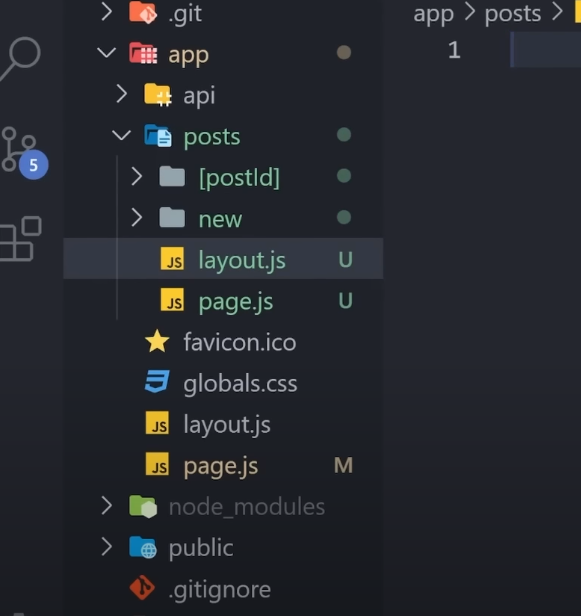 .git
app > posts >
app
1
api
posts
5
[postId]
new
JS layout.js U
JS page.js U
favicon.ico
globals.css
JS layout.js
JS page.js M
node_modules
public
.gitignore